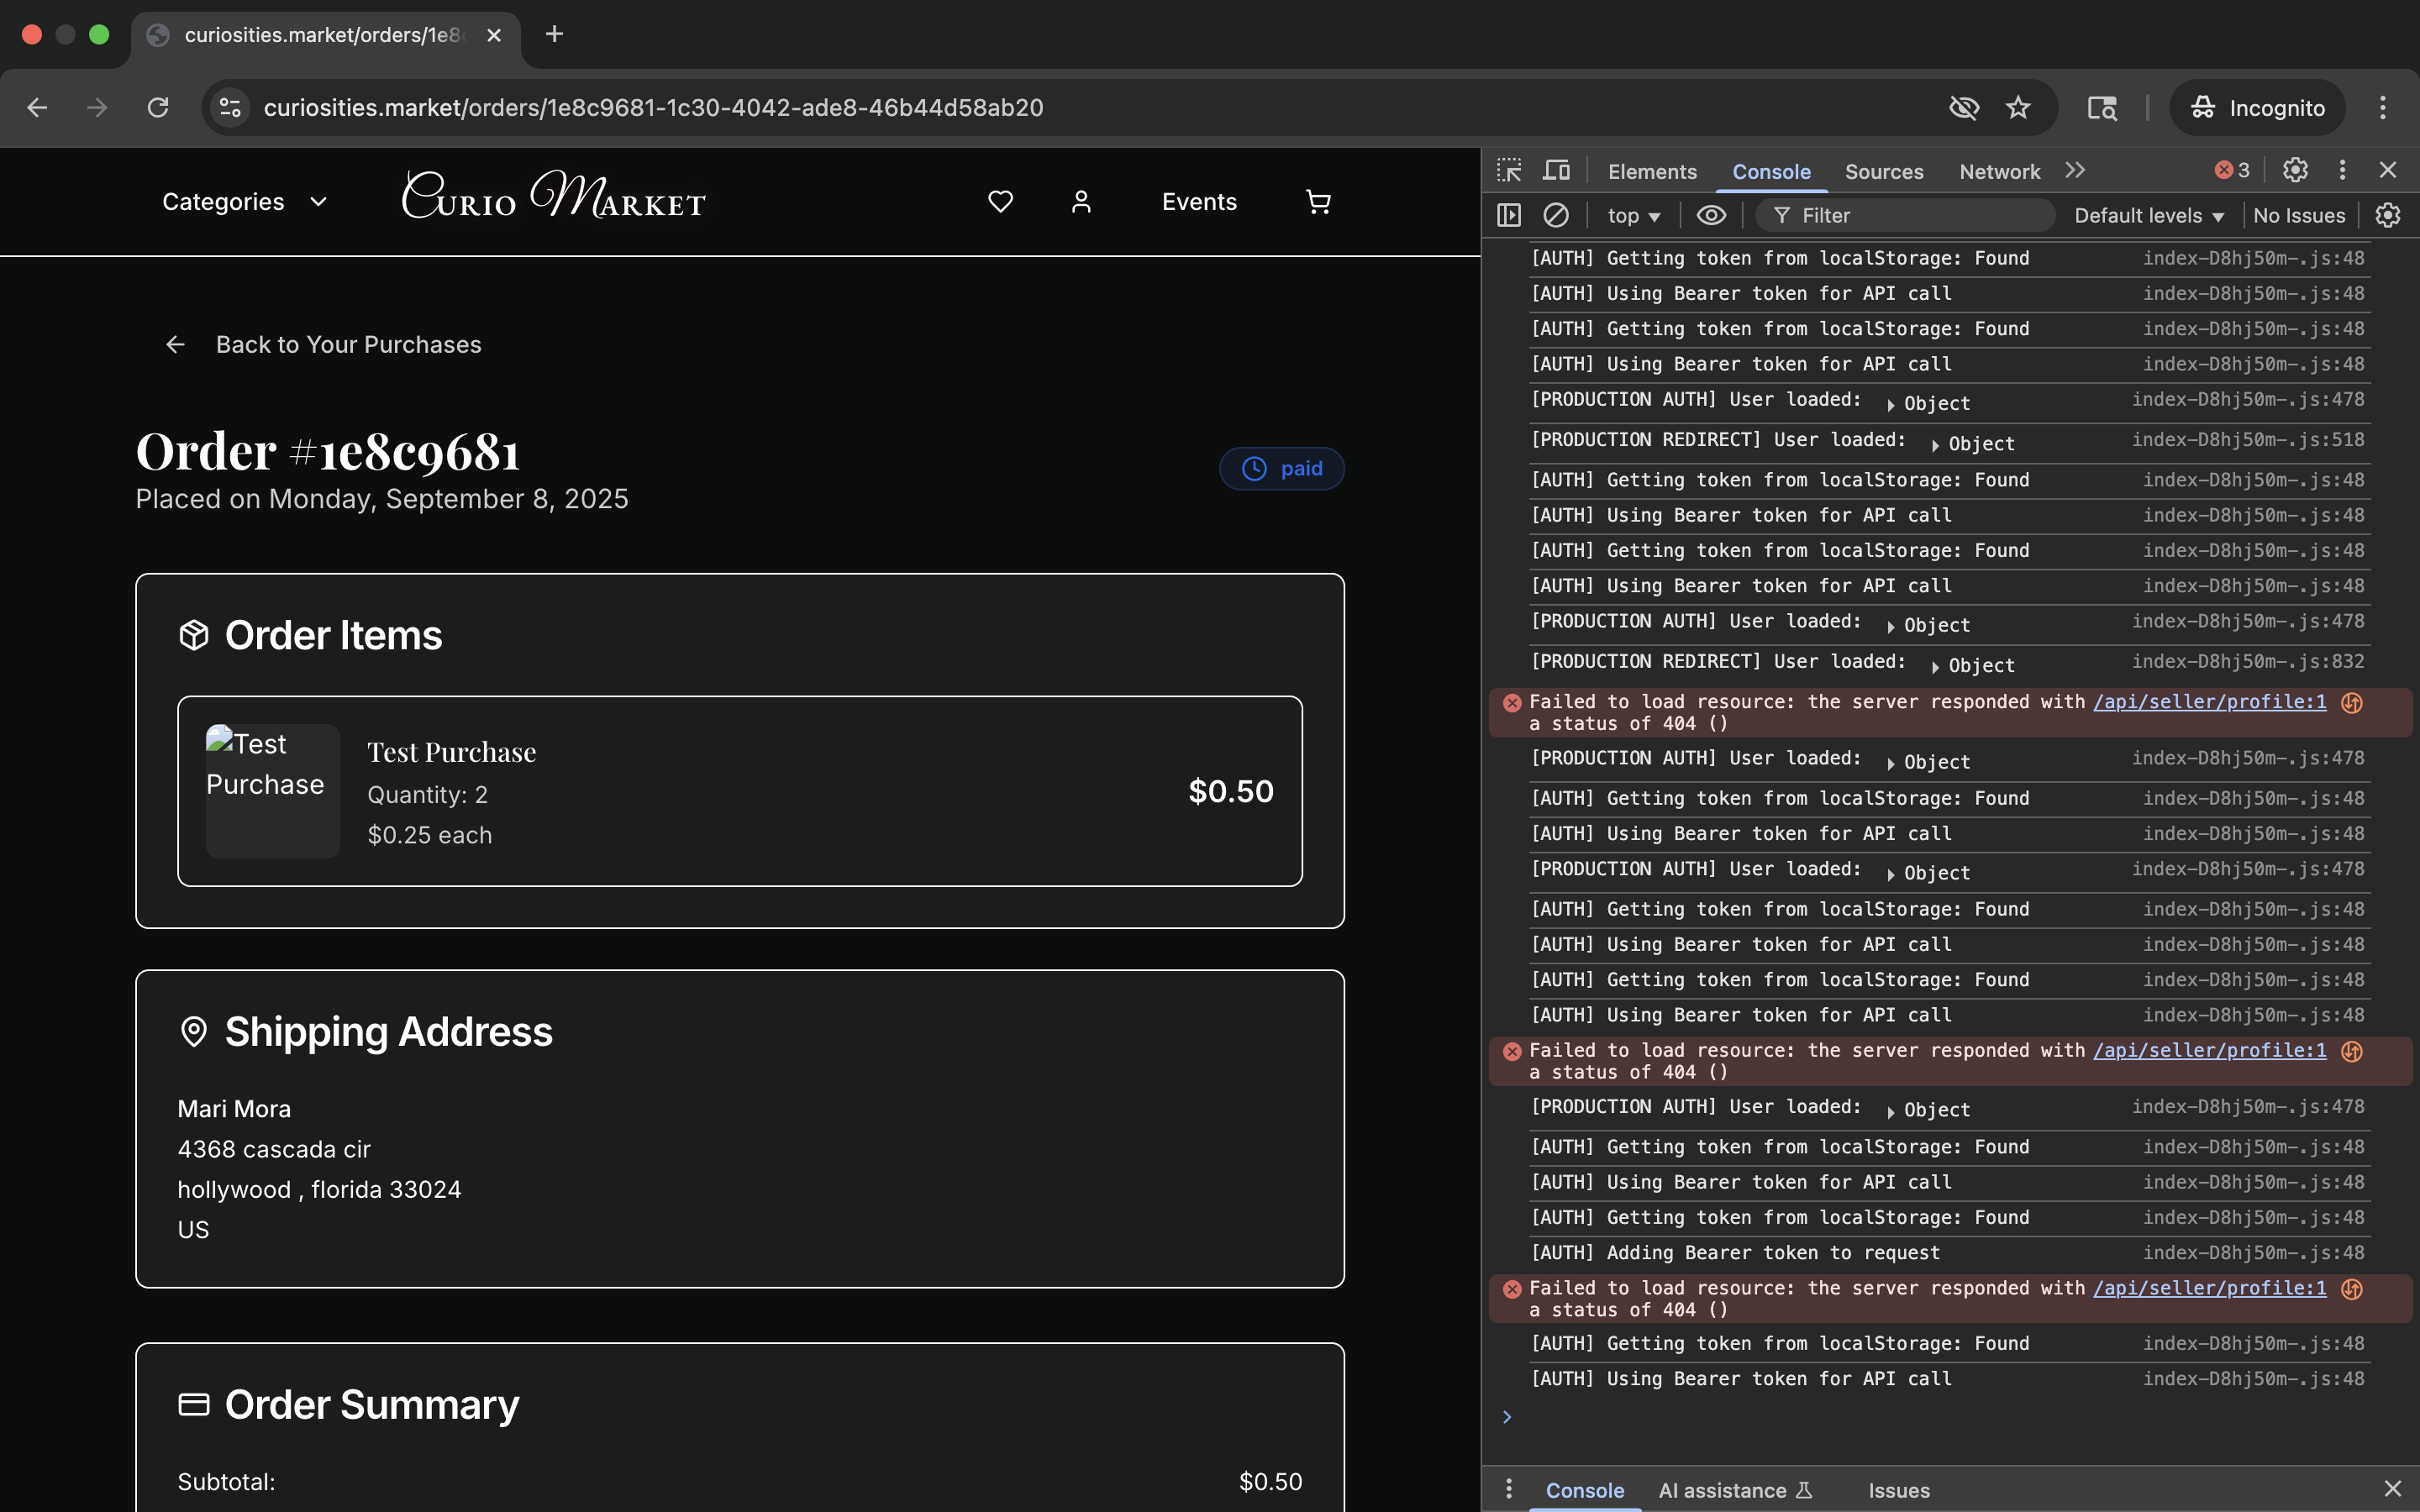 curiosities.market/orders/1e8c
curiosities.market/orders/1e8c9681-1c30-4042-ade8-46b44d58ab20
Incognito
Categories
Curio Market
Events
Back to Your Purchases
Order #1e8c9681
paid
Placed on Monday, September 8, 2025
Order Items
Test Purchase
Test Purchase
Quantity: 2
$0.25 each
$0.50
Shipping Address
Mari Mora
4368 cascada cir
hollywood , florida 33024
US
Order Summary
Subtotal: $0.50
Elements Console Sources Network 3
top Filter Default levels No Issues
[AUTH] Getting token from localStorage: Found index-D8hj50m-.js:48
[AUTH] Using Bearer token for API call index-D8hj50m-.js:48
[AUTH] Getting token from localStorage: Found index-D8hj50m-.js:48
[AUTH] Using Bearer token for API call index-D8hj50m-.js:48
[PRODUCTION AUTH] User loaded: Object index-D8hj50m-.js:478
[PRODUCTION REDIRECT] User loaded: Object index-D8hj50m-.js:518
[AUTH] Getting token from localStorage: Found index-D8hj50m-.js:48
[AUTH] Using Bearer token for API call index-D8hj50m-.js:48
[AUTH] Getting token from localStorage: Found index-D8hj50m-.js:48
[AUTH] Using Bearer token for API call index-D8hj50m-.js:48
[PRODUCTION AUTH] User loaded: Object index-D8hj50m-.js:478
[PRODUCTION REDIRECT] User loaded: Object index-D8hj50m-.js:832
Failed to load resource: the server responded with /api/seller/profile:1
a status of 404 ()
[PRODUCTION AUTH] User loaded: Object index-D8hj50m-.js:478
[AUTH] Getting token from localStorage: Found index-D8hj50m-.js:48
[AUTH] Using Bearer token for API call index-D8hj50m-.js:48
[PRODUCTION AUTH] User loaded: Object index-D8hj50m-.js:478
[AUTH] Getting token from localStorage: Found index-D8hj50m-.js:48
[AUTH] Using Bearer token for API call index-D8hj50m-.js:48
[AUTH] Getting token from localStorage: Found index-D8hj50m-.js:48
[AUTH] Using Bearer token for API call index-D8hj50m-.js:48
Failed to load resource: the server responded with /api/seller/profile:1
a status of 404 ()
[PRODUCTION AUTH] User loaded: Object index-D8hj50m-.js:478
[AUTH] Getting token from localStorage: Found index-D8hj50m-.js:48
[AUTH] Using Bearer token for API call index-D8hj50m-.js:48
[AUTH] Getting token from localStorage: Found index-D8hj50m-.js:48
[AUTH] Adding Bearer token to request index-D8hj50m-.js:48
Failed to load resource: the server responded with /api/seller/profile:1
a status of 404 ()
[AUTH] Getting token from localStorage: Found index-D8hj50m-.js:48
[AUTH] Using Bearer token for API call index-D8hj50m-.js:48
Console AI assistance Issues